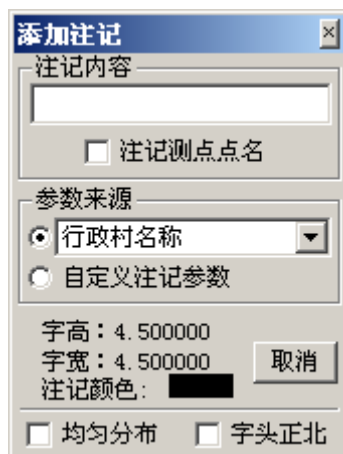 添加注记
注记内容
注记测点点名
参数来源
行政村名称
自定义注记参数
字高：4.500000
字宽：4.500000
取消
注记颜色：
均匀分布 字头正北